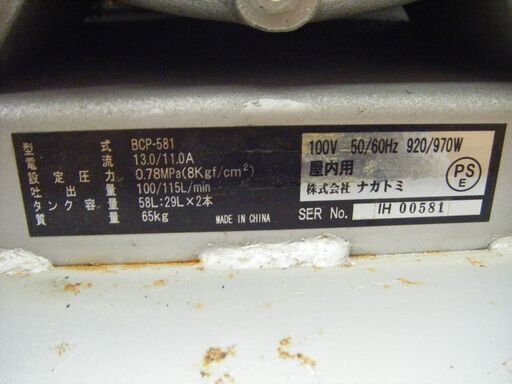 型式 BCP-581
電流 13.0/11.0A
設定圧力 0.78MPa(8Kgf/cm²)
吐出量 100/115L/min
タンク容量 58L:29L×2本
質量 65kg
MADE IN CHINA
100V 50/60Hz 920/970W
屋内用
株式会社 ナカトミ
SER No. IH 00581
PS
E